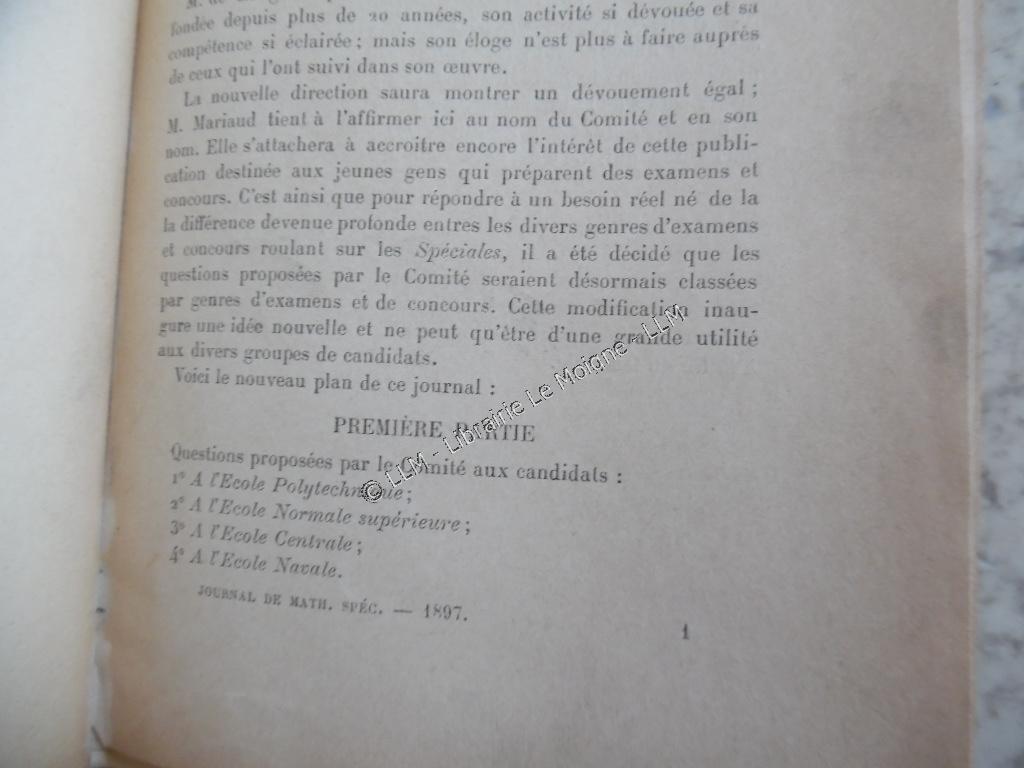 fondée depuis plus de 20 années, son activité si dévouée et sa
compétence si éclairée; mais son éloge n'est plus à faire auprès
de ceux qui l'ont suivi dans son œuvre.
La nouvelle direction saura montrer un dévouement égal;
M. Mariaud tient à l'affirmer ici au nom du Comité et en son
nom. Elle s'attachera à accroitre encore l'intérêt de cette publi-
cation destinée aux jeunes gens qui préparent des examens et
concours. C'est ainsi que pour répondre à un besoin réel né de la
la différence devenue profonde entres les divers genres d'examens
et concours roulant sur les Spéciales, il a été décidé que les
questions proposées par le Comité seraient désormais classées
par genres d'examens et de concours. Cette modification inau-
gure une idée nouvelle et ne peut qu'être d'une grande utilité
aux divers groupes de candidats.
Voici le nouveau plan de ce journal :
PREMIÈRE PARTIE
Questions proposées par le Comité aux candidats :
1° A l'Ecole Polytechnique;
2° A l'Ecole Normale supérieure;
3° A l'Ecole Centrale;
4° A l'Ecole Navale.
JOURNAL DE MATH. SPÉC. — 1897.
1
© LLM - Librairie Le Moigne - LLM